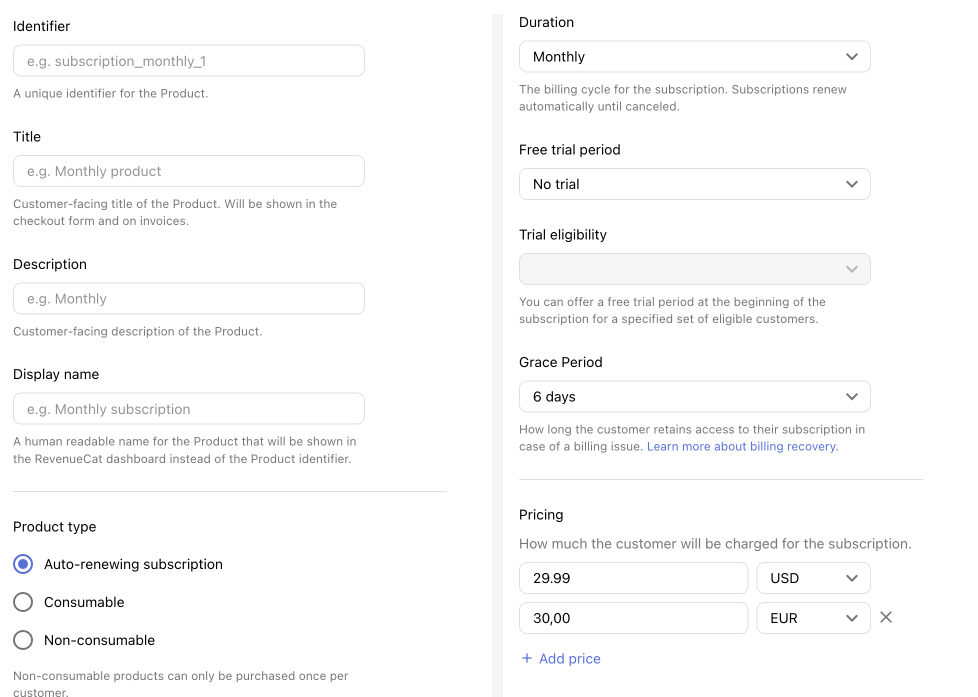 Identifier
e.g. subscription_monthly_1
A unique identifier for the Product.
Title
e.g. Monthly product
Customer-facing title of the Product. Will be shown in the
checkout form and on invoices.
Description
e.g. Monthly
Customer-facing description of the Product.
Display name
e.g. Monthly subscription
A human readable name for the Product that will be shown in
the RevenueCat dashboard instead of the Product identifier.
Product type
Auto-renewing subscription
Consumable
Non-consumable
Non-consumable products can only be purchased once per
customer.
Duration
Monthly
The billing cycle for the subscription. Subscriptions renew
automatically until canceled.
Free trial period
No trial
Trial eligibility
You can offer a free trial period at the beginning of the
subscription for a specified set of eligible customers.
Grace Period
6 days
How long the customer retains access to their subscription in
case of a billing issue. Learn more about billing recovery.
Pricing
How much the customer will be charged for the subscription.
29.99 USD
30,00 EUR
+ Add price